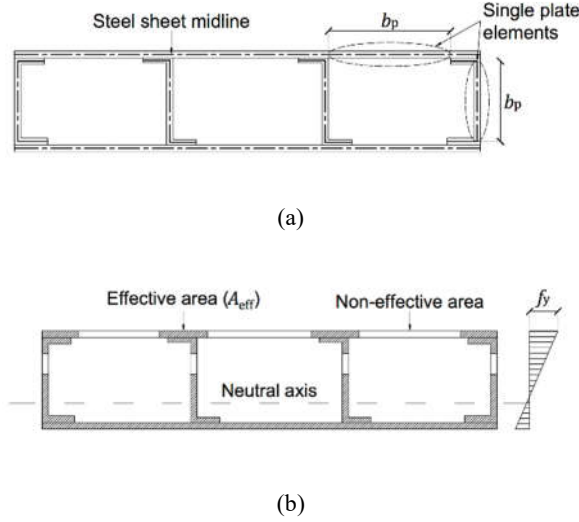 Steel sheet midline
bp
Single plate
elements
bp
(a)
Effective area (Aeff)
Non-effective area
fy
Neutral axis
(b)